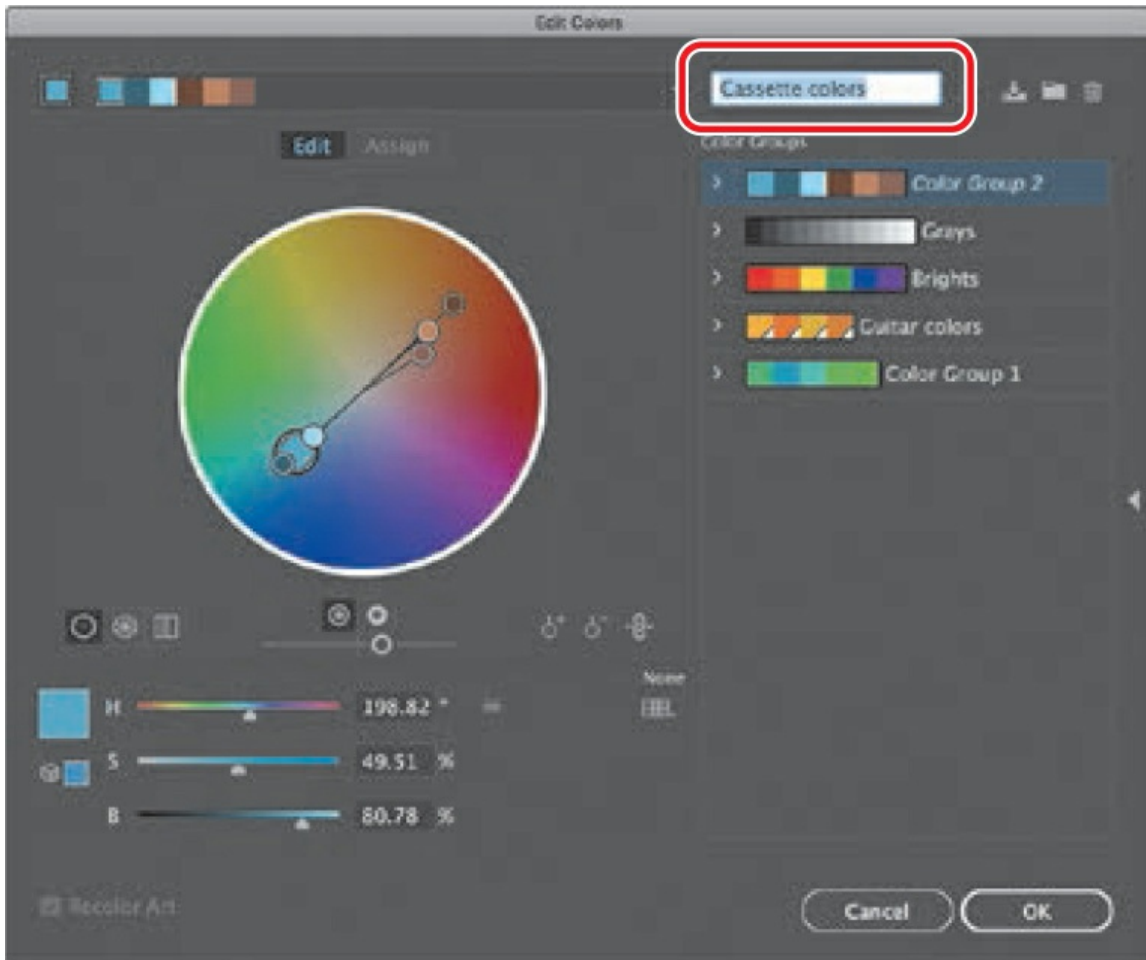 Edit Colors
Cassette colors
Edit Assign
Color Groups
Color Group 2
Grays
Brights
Guitar colors
Color Group 1
None
H 198.82 °
S 49.51 %
B 80.78 %
Recolor Art
Cancel OK